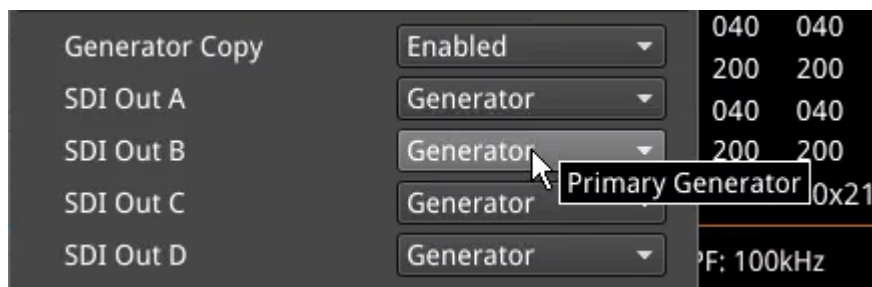 Generator Copy Enabled 040 040
200 200
SDI Out A Generator
040 040
SDI Out B Generator 200 200
Primary Generator 0x21
SDI Out C Generator
SDI Out D Generator PF: 100kHz